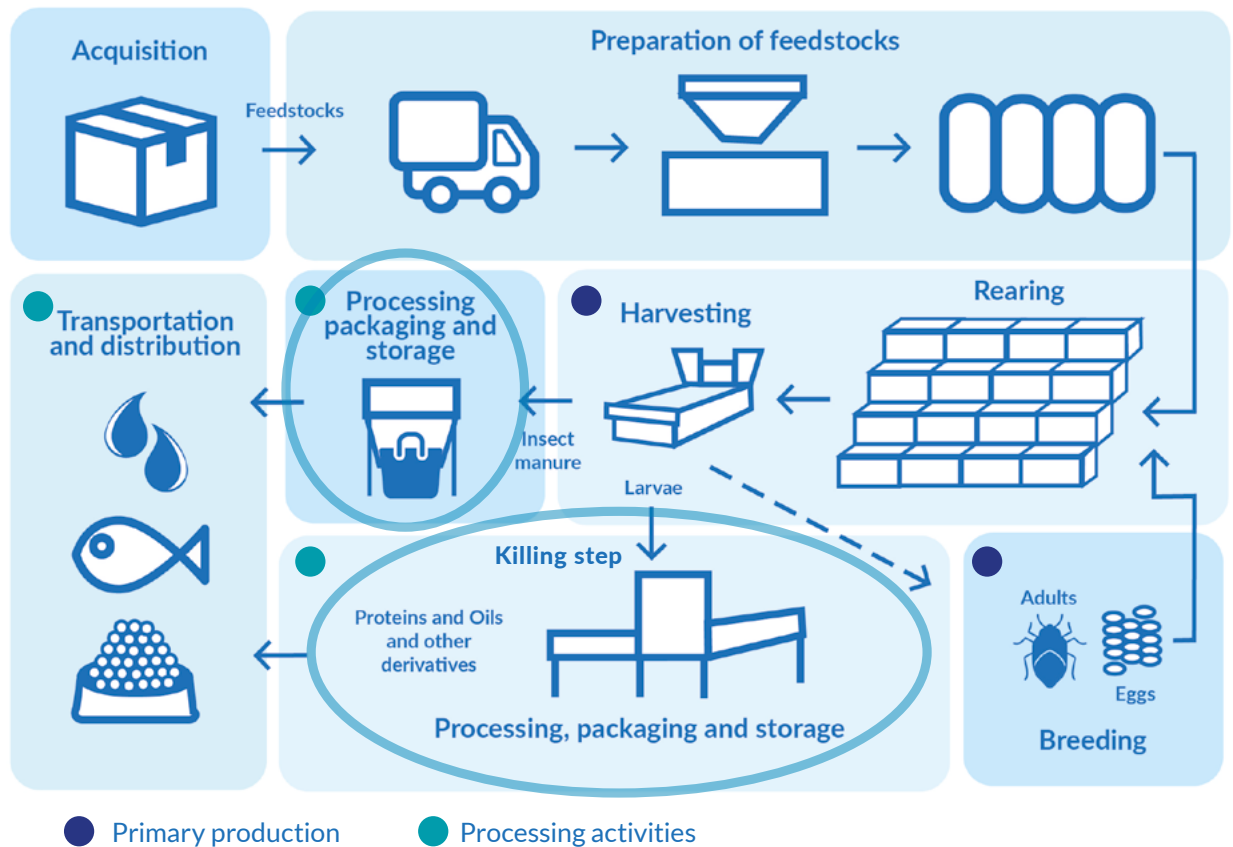 Acquisition
Feedstocks
Preparation of feedstocks
Transportation
and distribution
Processing
packaging and
storage
Insect
manure
Harvesting
Larvae
Rearing
Killing step
Proteins and Oils
and other
derivatives
Processing, packaging and storage
Adults
Eggs
Breeding
Primary production
Processing activities